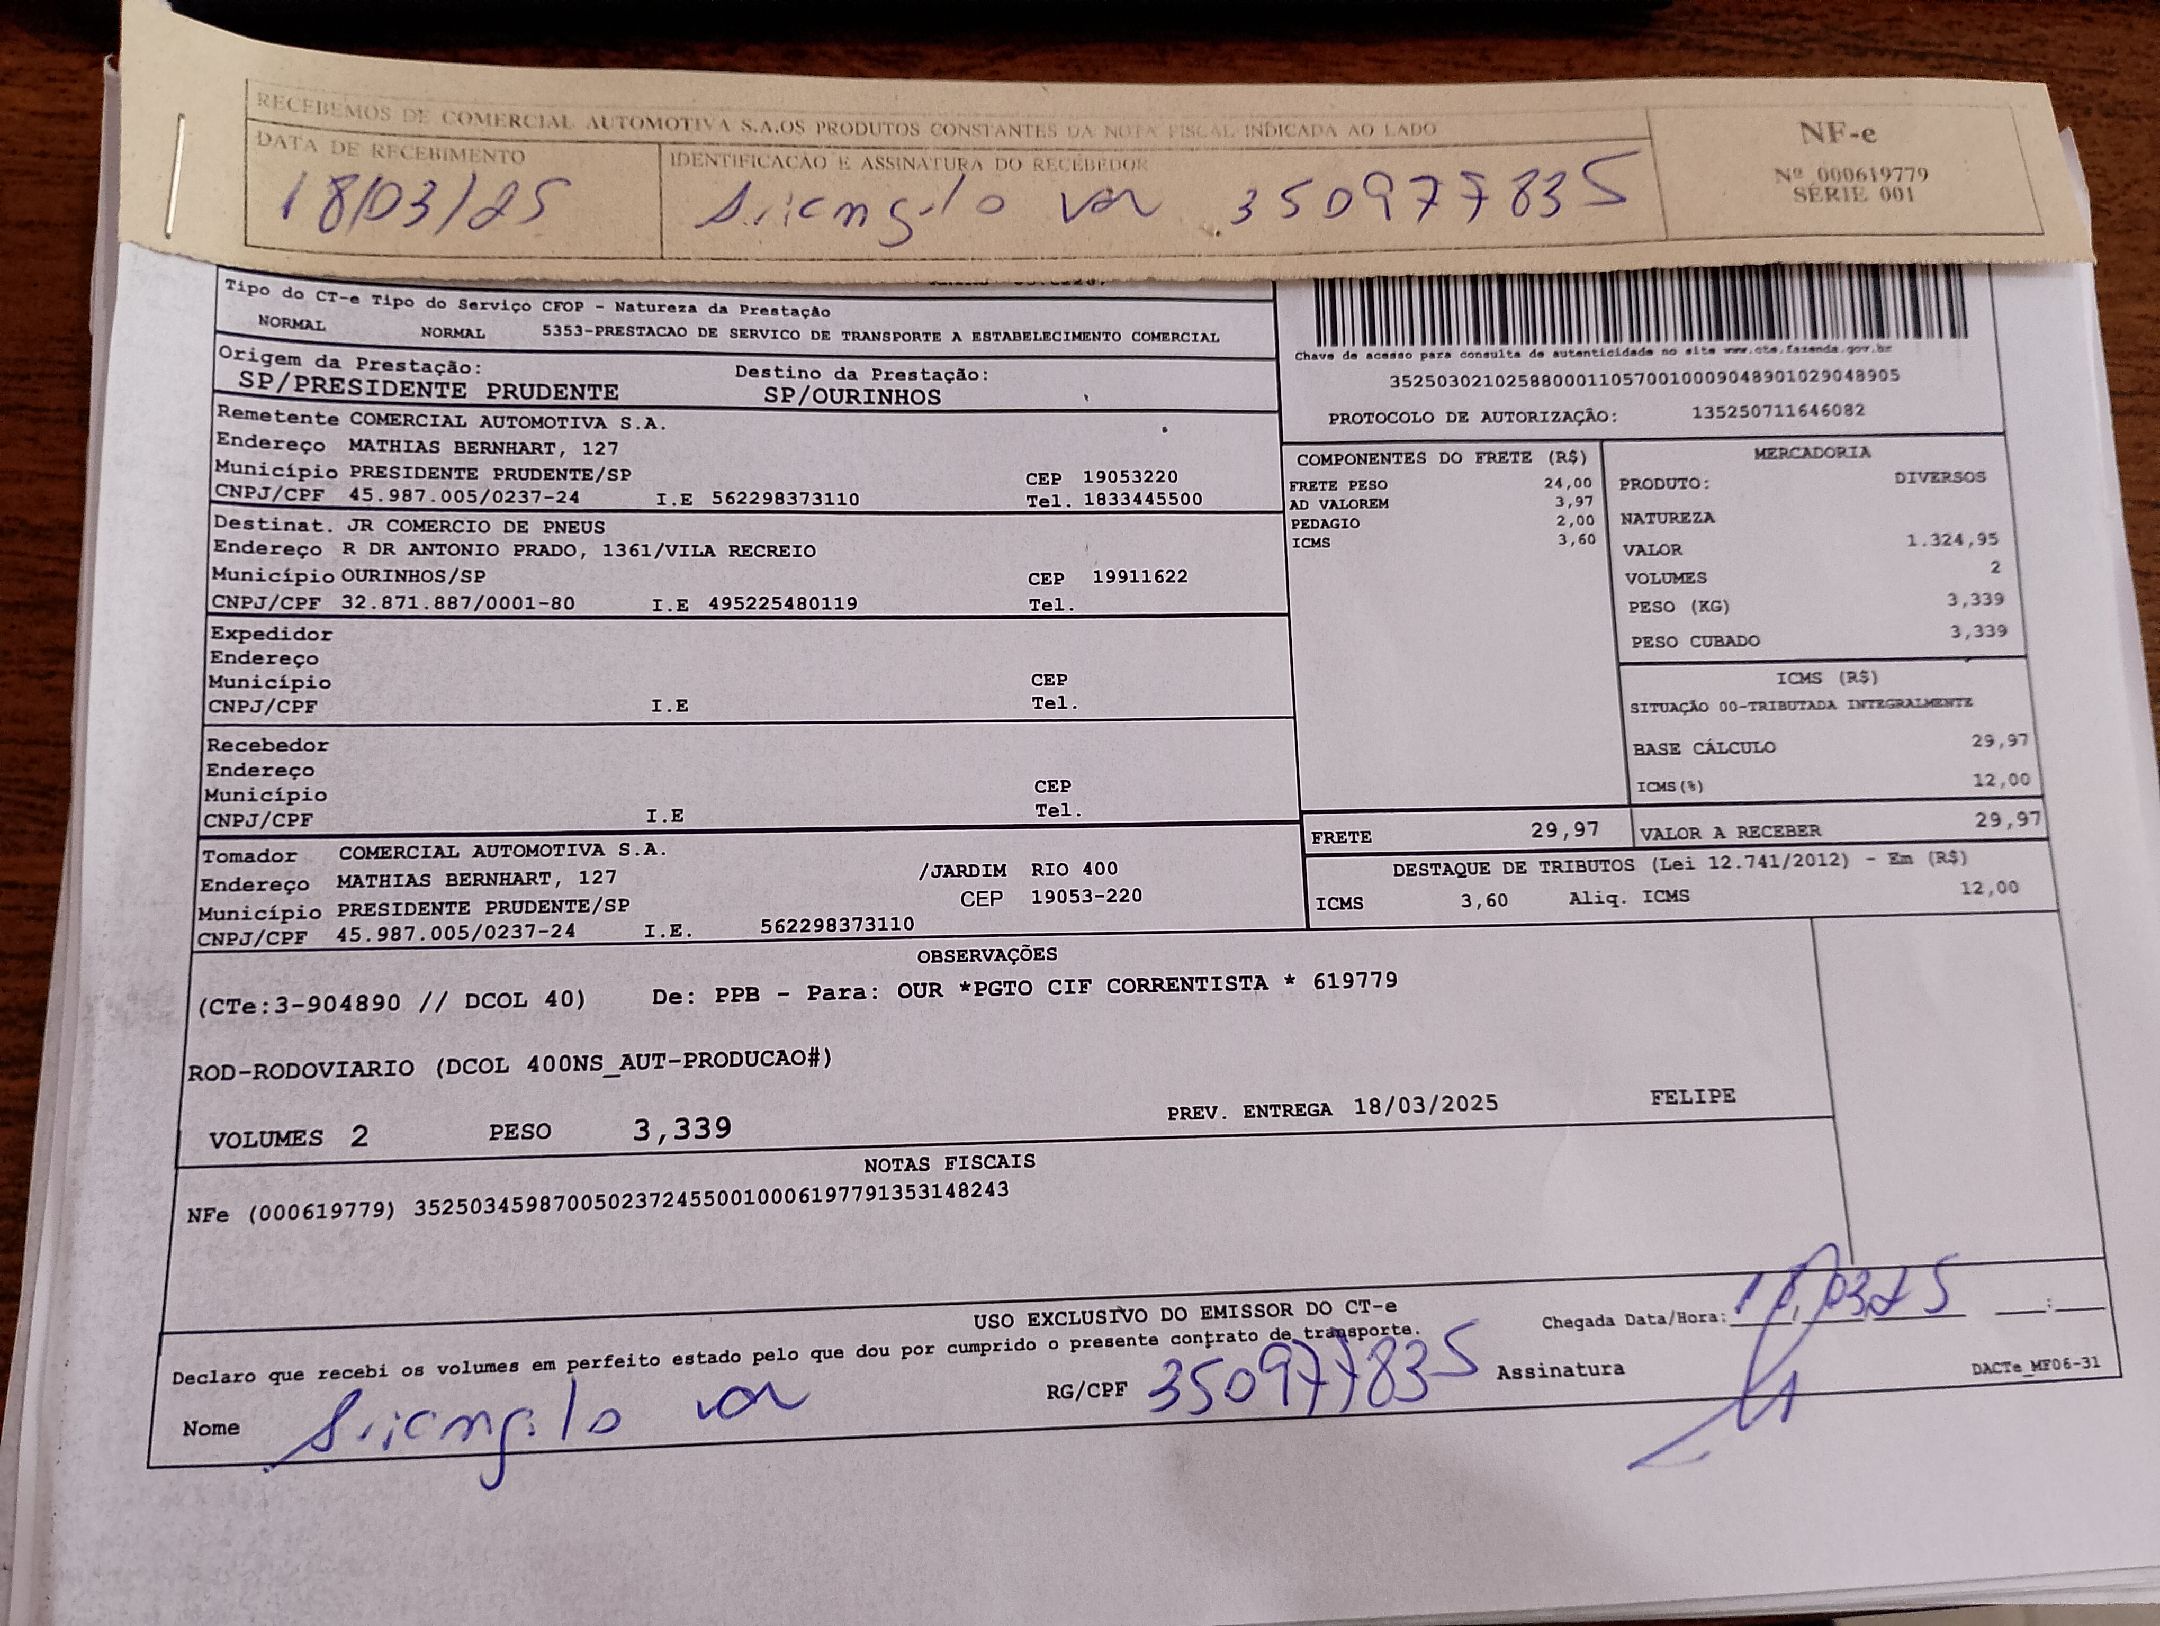 RECEBEMOS DE COMERCIAL AUTOMOTIVA S.A.OS PRODUTOS CONSTANTES DA NOTA FISCAL INDICADA AO LADO
DATA DE RECEBIMENTO
18/03/25
IDENTIFICACAO E ASSINATURA DO RECEBEDOR
350977835
NF-e
Nº 000619779
SERIE 001
Tipo do CT-e Tipo do Serviço CFOP - Natureza da Prestação
NORMAL NORMAL 5353-PRESTACAO DE SERVICO DE TRANSPORTE A ESTABELECIMENTO COMERCIAL
Origem da Prestação: Destino da Prestação:
SP/PRESIDENTE PRUDENTE SP/OURINHOS
Remetente COMERCIAL AUTOMOTIVA S.A.
Endereço MATHIAS BERNHART, 127
Município PRESIDENTE PRUDENTE/SP CEP 19053220
CNPJ/CPF 45.987.005/0237-24 I.E 562298373110 Tel. 1833445500
Destinat. JR COMERCIO DE PNEUS
Endereço R DR ANTONIO PRADO, 1361/VILA RECREIO
Município OURINHOS/SP CEP 19911622
CNPJ/CPF 32.871.887/0001-80 I.E 495225480119 Tel.
Expedidor
Endereço
Município CEP
CNPJ/CPF I.E Tel.
Recebedor
Endereço
Município CEP
CNPJ/CPF I.E Tel.
Tomador COMERCIAL AUTOMOTIVA S.A.
Endereço MATHIAS BERNHART, 127 /JARDIM RIO 400
Município PRESIDENTE PRUDENTE/SP CEP 19053-220
CNPJ/CPF 45.987.005/0237-24 I.E. 562298373110
Chave de acesso para consulta de autenticidade no site www.cte.fazenda.gov.br
35250302102588000110570010009048901029048905
PROTOCOLO DE AUTORIZAÇÃO: 135250711646082
COMPONENTES DO FRETE (R$)
FRETE PESO 24,00
AD VALOREM 3,97
PEDAGIO 2,00
ICMS 3,60
MERCADORIA
PRODUTO: DIVERSOS
NATUREZA
VALOR 1.324,95
VOLUMES 2
PESO (KG) 3,339
PESO CUBADO 3,339
ICMS (R$)
SITUAÇÃO 00-TRIBUTADA INTEGRALMENTE
BASE CÁLCULO 29,97
ICMS(%) 12,00
FRETE 29,97 VALOR A RECEBER 29,97
DESTAQUE DE TRIBUTOS (Lei 12.741/2012) - Em (R$)
ICMS 3,60 Aliq. ICMS 12,00
OBSERVAÇÕES
(CTe:3-904890 // DCOL 40) De: PPB - Para: OUR *PGTO CIF CORRENTISTA * 619779
ROD-RODOVIARIO (DCOL 400NS_AUT-PRODUCAO#)
VOLUMES 2 PESO 3,339 PREV. ENTREGA 18/03/2025 FELIPE
NOTAS FISCAIS
NFe (000619779) 35250345987005023724550010006197791353148243
USO EXCLUSIVO DO EMISSOR DO CT-e
Declaro que recebi os volumes em perfeito estado pelo que dou por cumprido o presente contrato de transporte.
Chegada Data/Hora: 18/03/25 ___:___
Nome RG/CPF 350977835 Assinatura DACTe_MF06-31